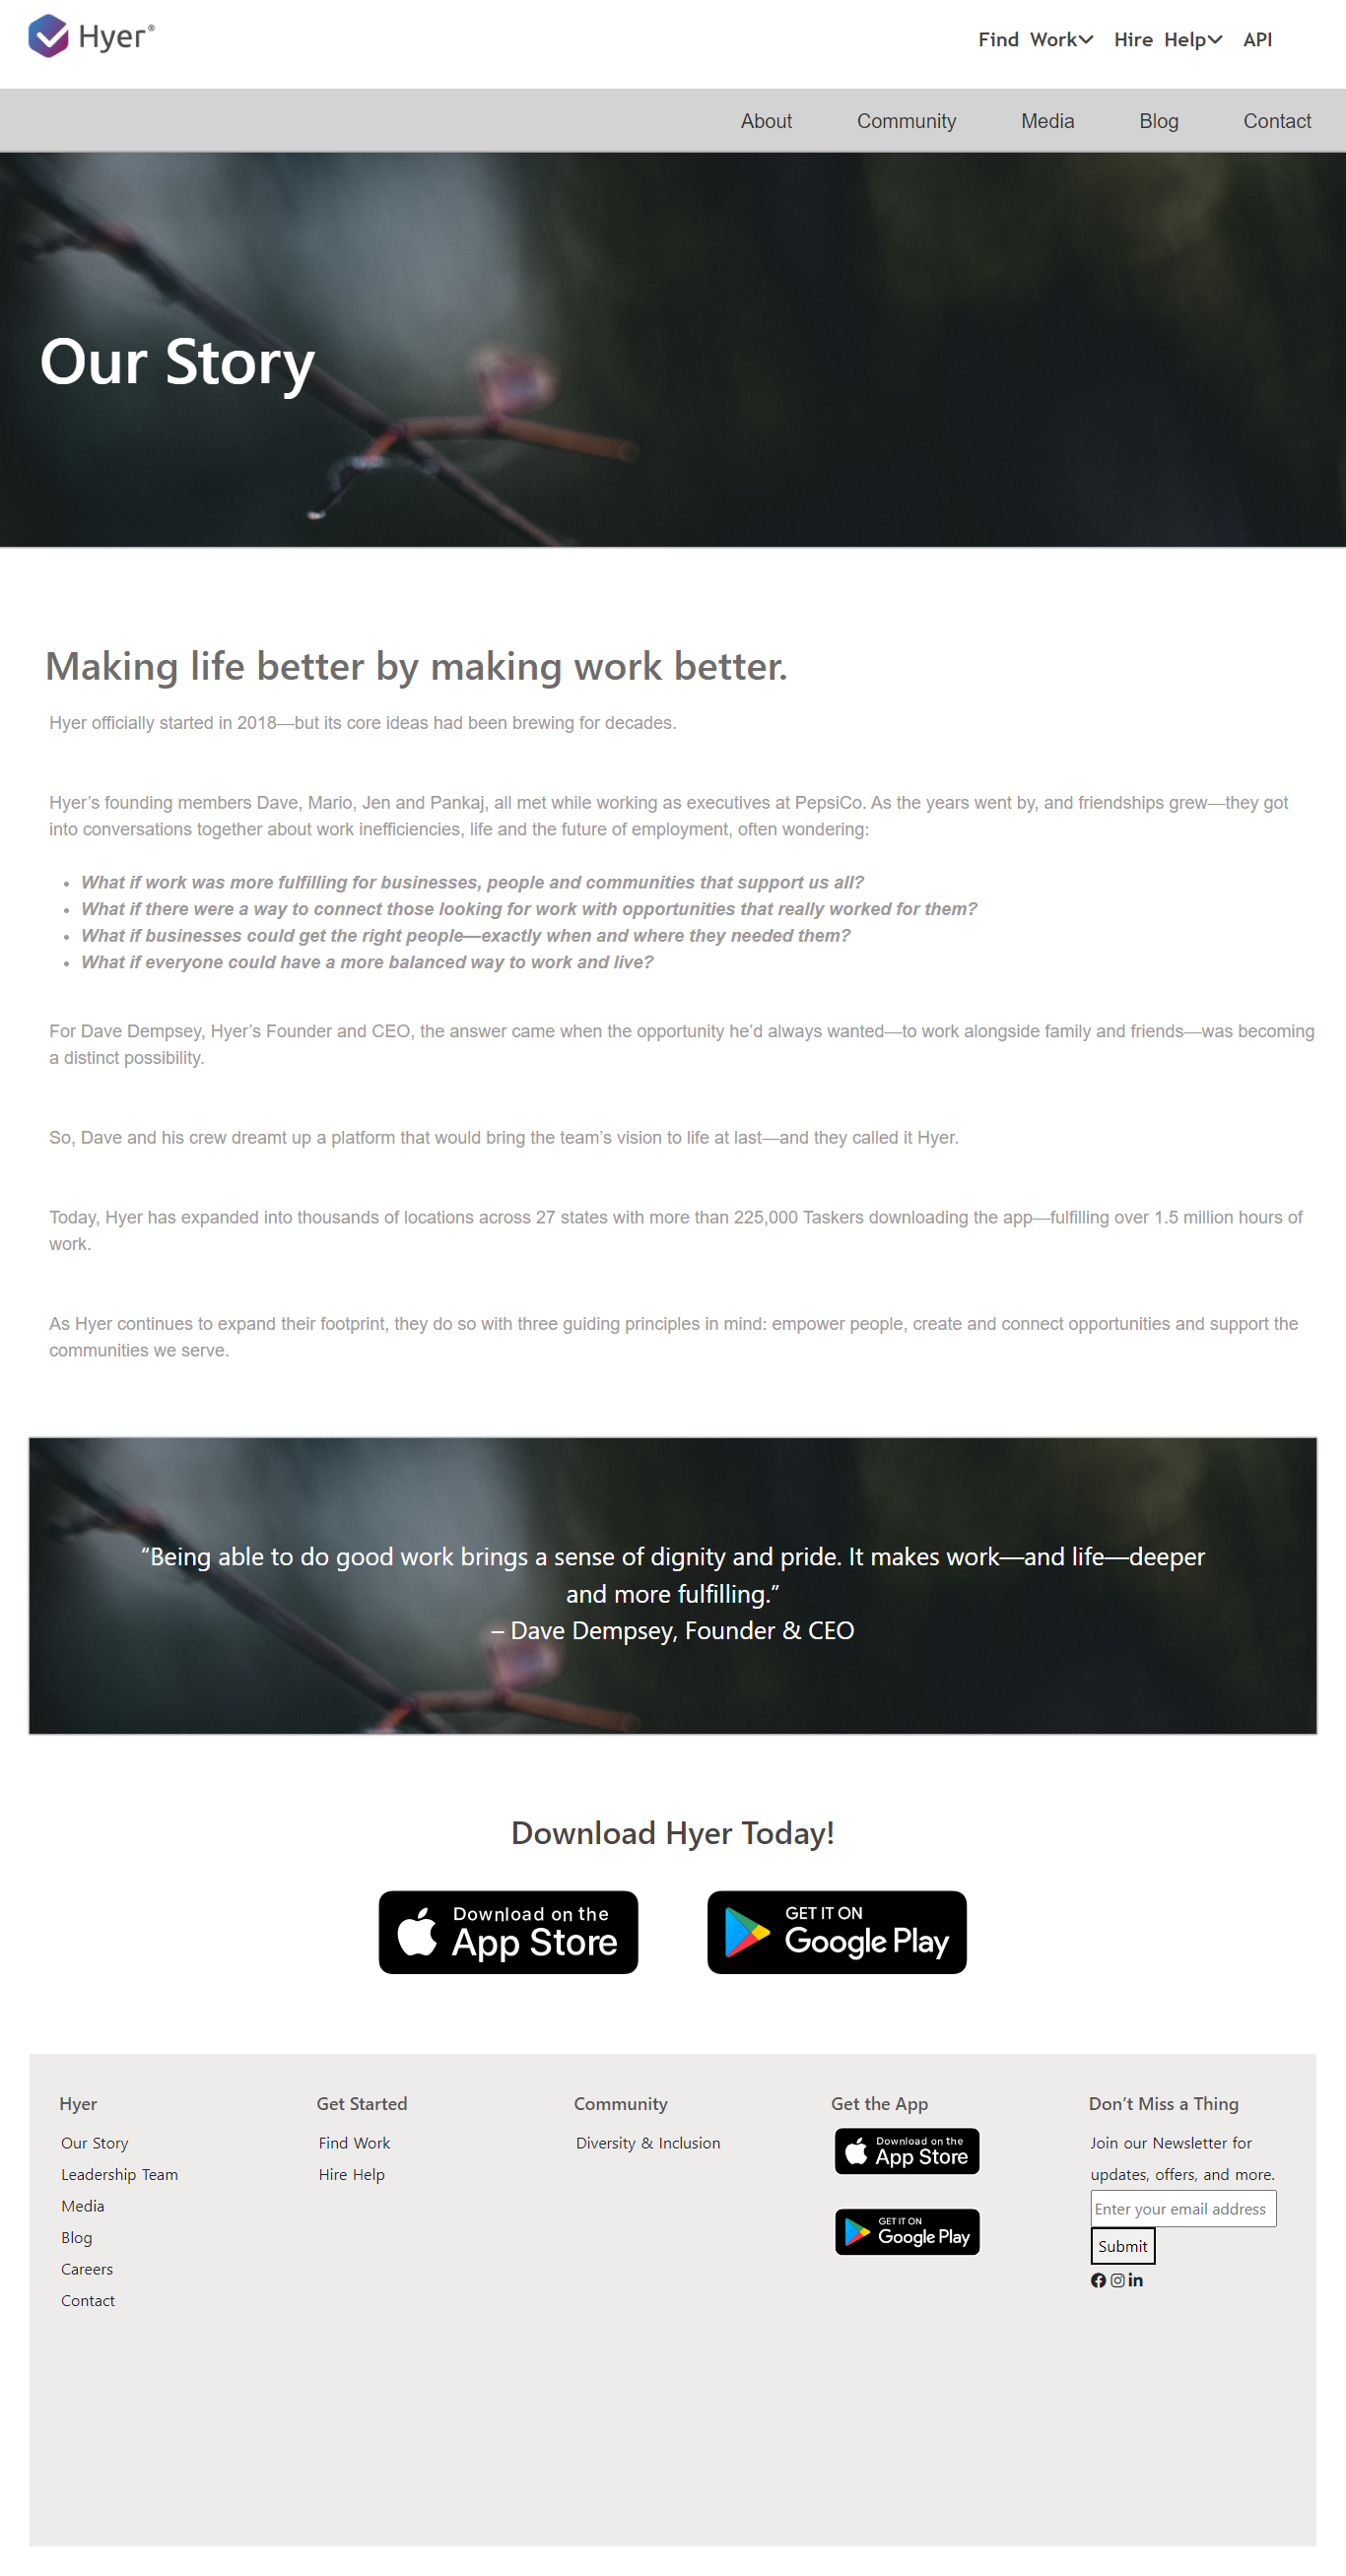 Hyer®
Find Work Hire Help API
About Community Media Blog Contact
Our Story
Making life better by making work better.
Hyer officially started in 2018—but its core ideas had been brewing for decades.
Hyer’s founding members Dave, Mario, Jen and Pankaj, all met while working as executives at PepsiCo. As the years went by, and friendships grew—they got
into conversations together about work inefficiencies, life and the future of employment, often wondering:
• What if work was more fulfilling for businesses, people and communities that support us all?
• What if there were a way to connect those looking for work with opportunities that really worked for them?
• What if businesses could get the right people—exactly when and where they needed them?
• What if everyone could have a more balanced way to work and live?
For Dave Dempsey, Hyer’s Founder and CEO, the answer came when the opportunity he’d always wanted—to work alongside family and friends—was becoming
a distinct possibility.
So, Dave and his crew dreamt up a platform that would bring the team’s vision to life at last—and they called it Hyer.
Today, Hyer has expanded into thousands of locations across 27 states with more than 225,000 Taskers downloading the app—fulfilling over 1.5 million hours of
work.
As Hyer continues to expand their footprint, they do so with three guiding principles in mind: empower people, create and connect opportunities and support the
communities we serve.
“Being able to do good work brings a sense of dignity and pride. It makes work—and life—deeper
and more fulfilling.”
– Dave Dempsey, Founder & CEO
Download Hyer Today!
Download on the
App Store
GET IT ON
Google Play
Hyer
Our Story
Leadership Team
Media
Blog
Careers
Contact
Get Started
Find Work
Hire Help
Community
Diversity & Inclusion
Get the App
Download on the
App Store
GET IT ON
Google Play
Don’t Miss a Thing
Join our Newsletter for
updates, offers, and more.
Enter your email address
Submit